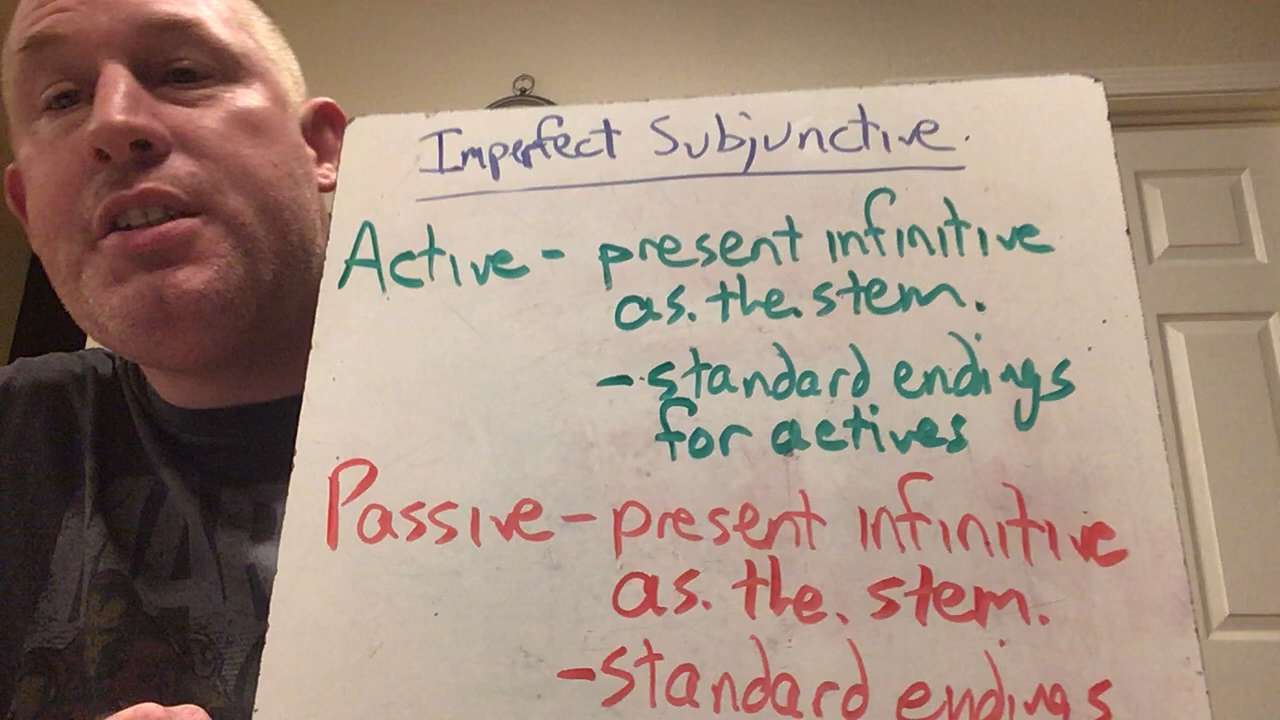 Imperfect Subjunctive.
Active - present infinitive
as. the. stem.
- standard endings
for actives
Passive - present infinitive
as. the. stem.
- standard endings